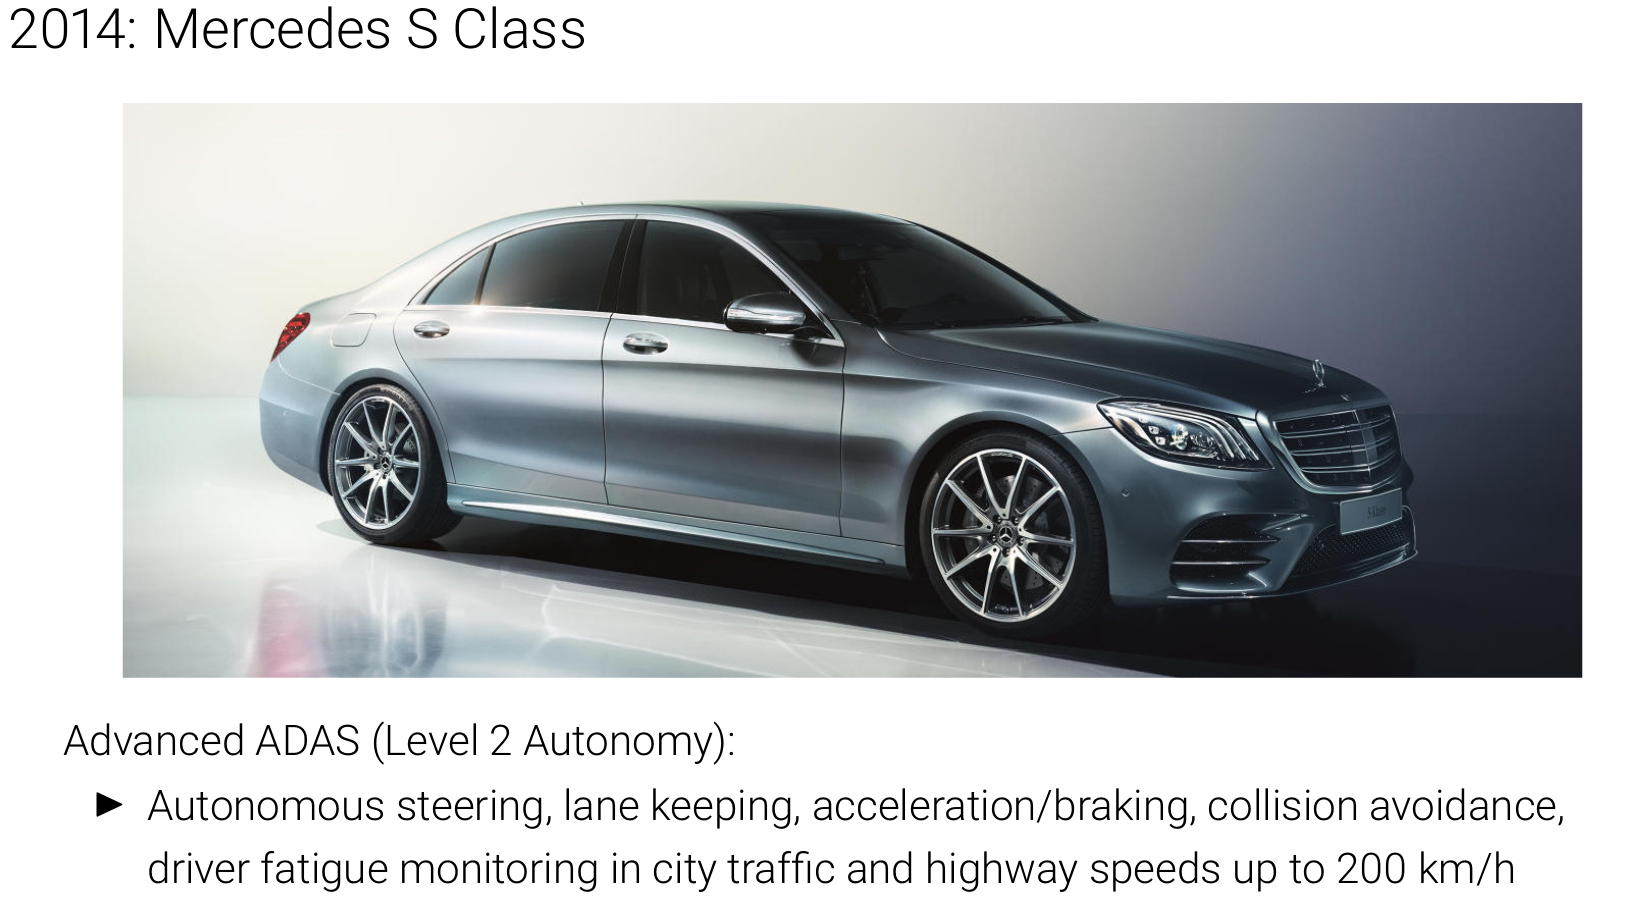 2014: Mercedes S Class
S-Klasse
Advanced ADAS (Level 2 Autonomy):
► Autonomous steering, lane keeping, acceleration/braking, collision avoidance,
driver fatigue monitoring in city traffic and highway speeds up to 200 km/h